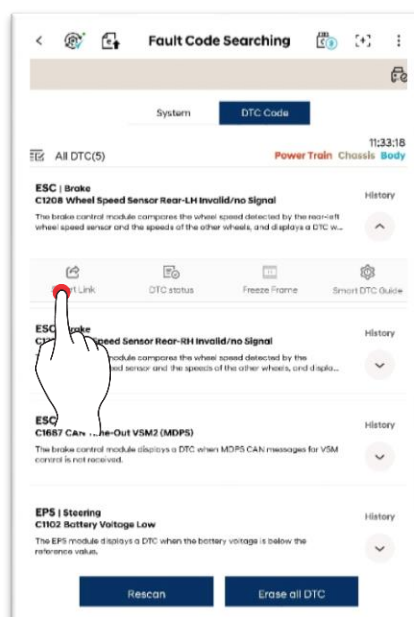 Fault Code Searching
System
DTC Code
11:33:18
All DTC(5)
Power Train Chassis Body
ESC | Brake
History
C1208 Wheel Speed Sensor Rear-LH Invalid/no Signal
The brake control module compares the wheel speed detected by the rear-left
wheel speed sensor and the speeds of the other wheels, and displays a DTC w...
Link
DTC status
Freeze Frame
Smart DTC Guide
ESC Brake
History
Speed Sensor Rear-RH Invalid/no Signal
module compares the wheel speed detected by the
speed sensor and the speeds of the other wheels, and displa...
ESC
History
C1687 CAN Time-Out VSM2 (MDPS)
The brake control module displays a DTC when MDPS CAN messages for VSM
control is not received.
EPS | Steering
History
C1102 Battery Voltage Low
The EPS module displays a DTC when the battery voltage is below the
reference value.
Rescan
Erase all DTC